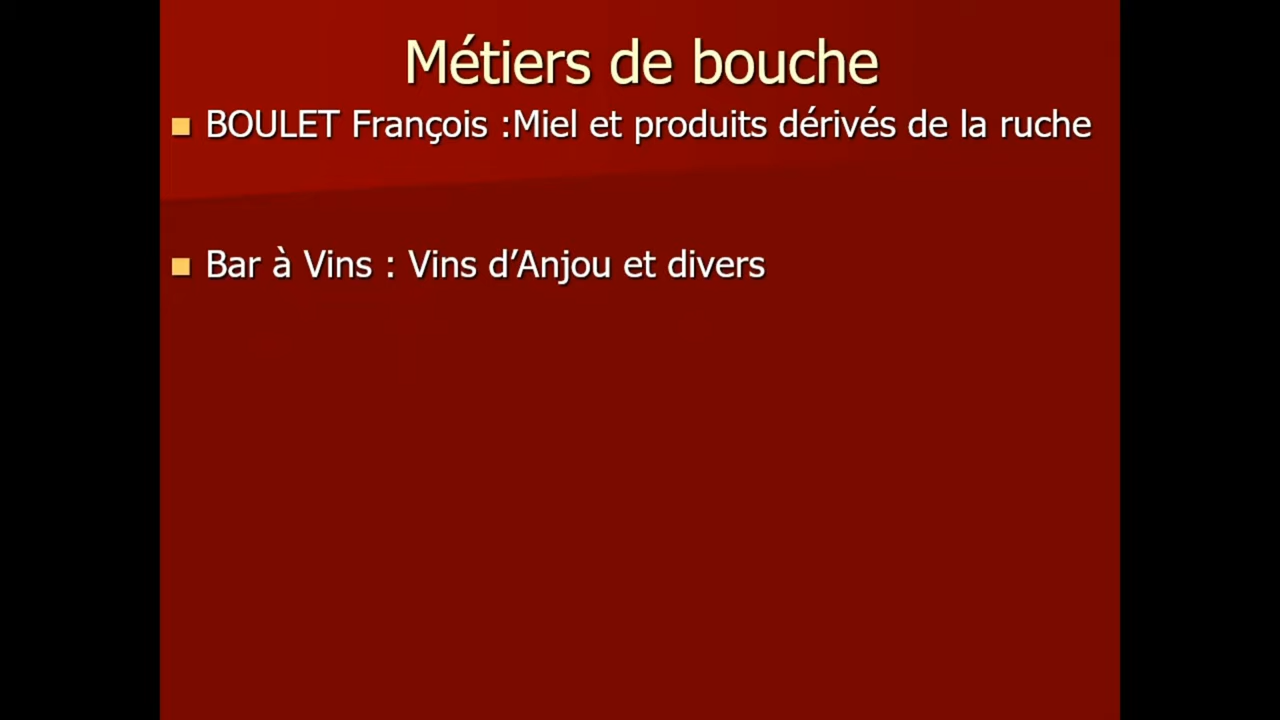 Métiers de bouche
BOULET François :Miel et produits dérivés de la ruche
Bar à Vins : Vins d’Anjou et divers